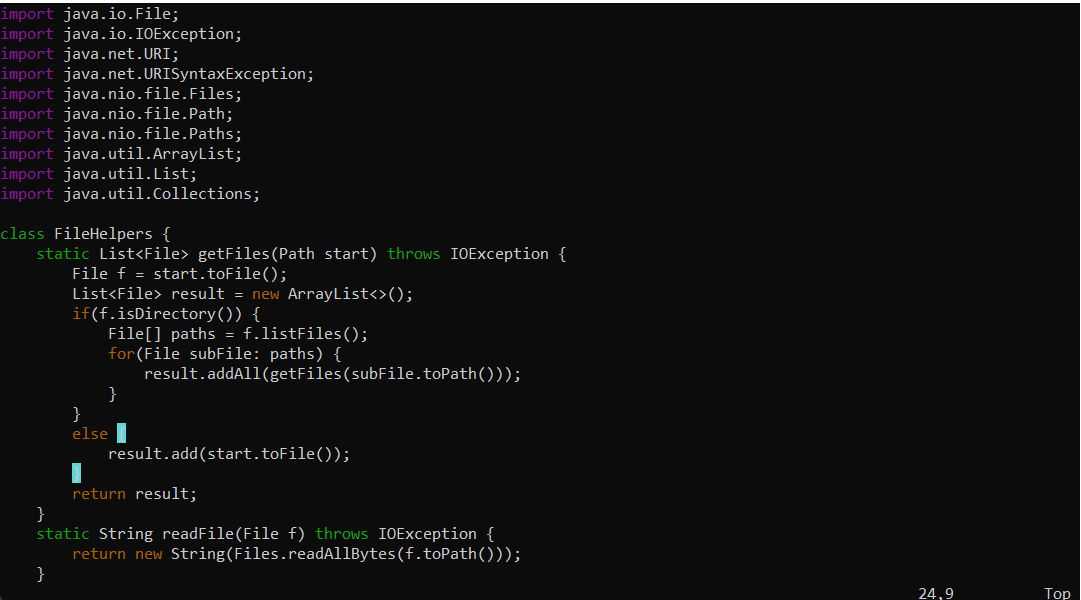 import java.io.File;
import java.io.IOException;
import java.net.URI;
import java.net.URISyntaxException;
import java.nio.file.Files;
import java.nio.file.Path;
import java.nio.file.Paths;
import java.util.ArrayList;
import java.util.List;
import java.util.Collections;

class FileHelpers {
    static List<File> getFiles(Path start) throws IOException {
        File f = start.toFile();
        List<File> result = new ArrayList<>();
        if(f.isDirectory()) {
            File[] paths = f.listFiles();
            for(File subFile: paths) {
                result.addAll(getFiles(subFile.toPath()));
            }
        }
        else {
            result.add(start.toFile());
        }
        return result;
    }
    static String readFile(File f) throws IOException {
        return new String(Files.readAllBytes(f.toPath()));
    }
24,9 Top